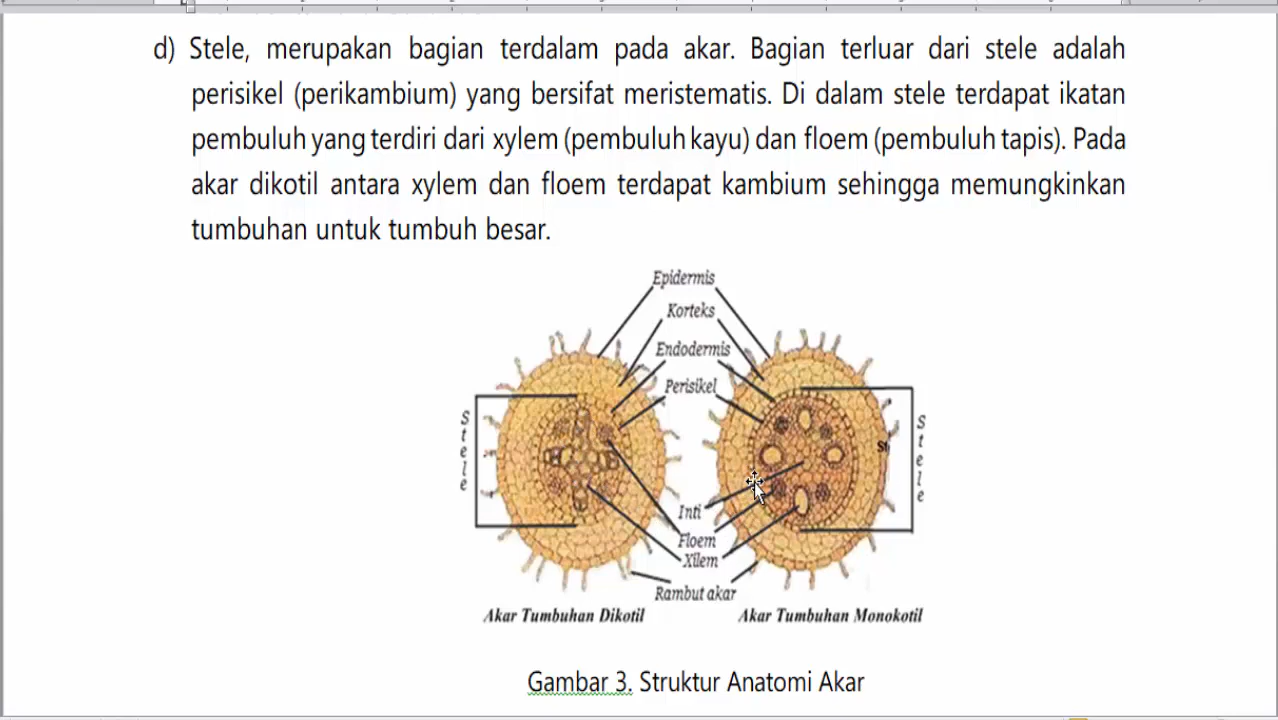 d) Stele, merupakan bagian terdalam pada akar. Bagian terluar dari stele adalah
perisikel (perikambium) yang bersifat meristematis. Di dalam stele terdapat ikatan
pembuluh yang terdiri dari xylem (pembuluh kayu) dan floem (pembuluh tapis). Pada
akar dikotil antara xylem dan floem terdapat kambium sehingga memungkinkan
tumbuhan untuk tumbuh besar.
Epidermis
Korteks
Endodermis
Perisikel
Stele
Stele
St
Inti
Floem
Xilem
Rambut akar
Akar Tumbuhan Dikotil
Akar Tumbuhan Monokotil
Gambar 3. Struktur Anatomi Akar